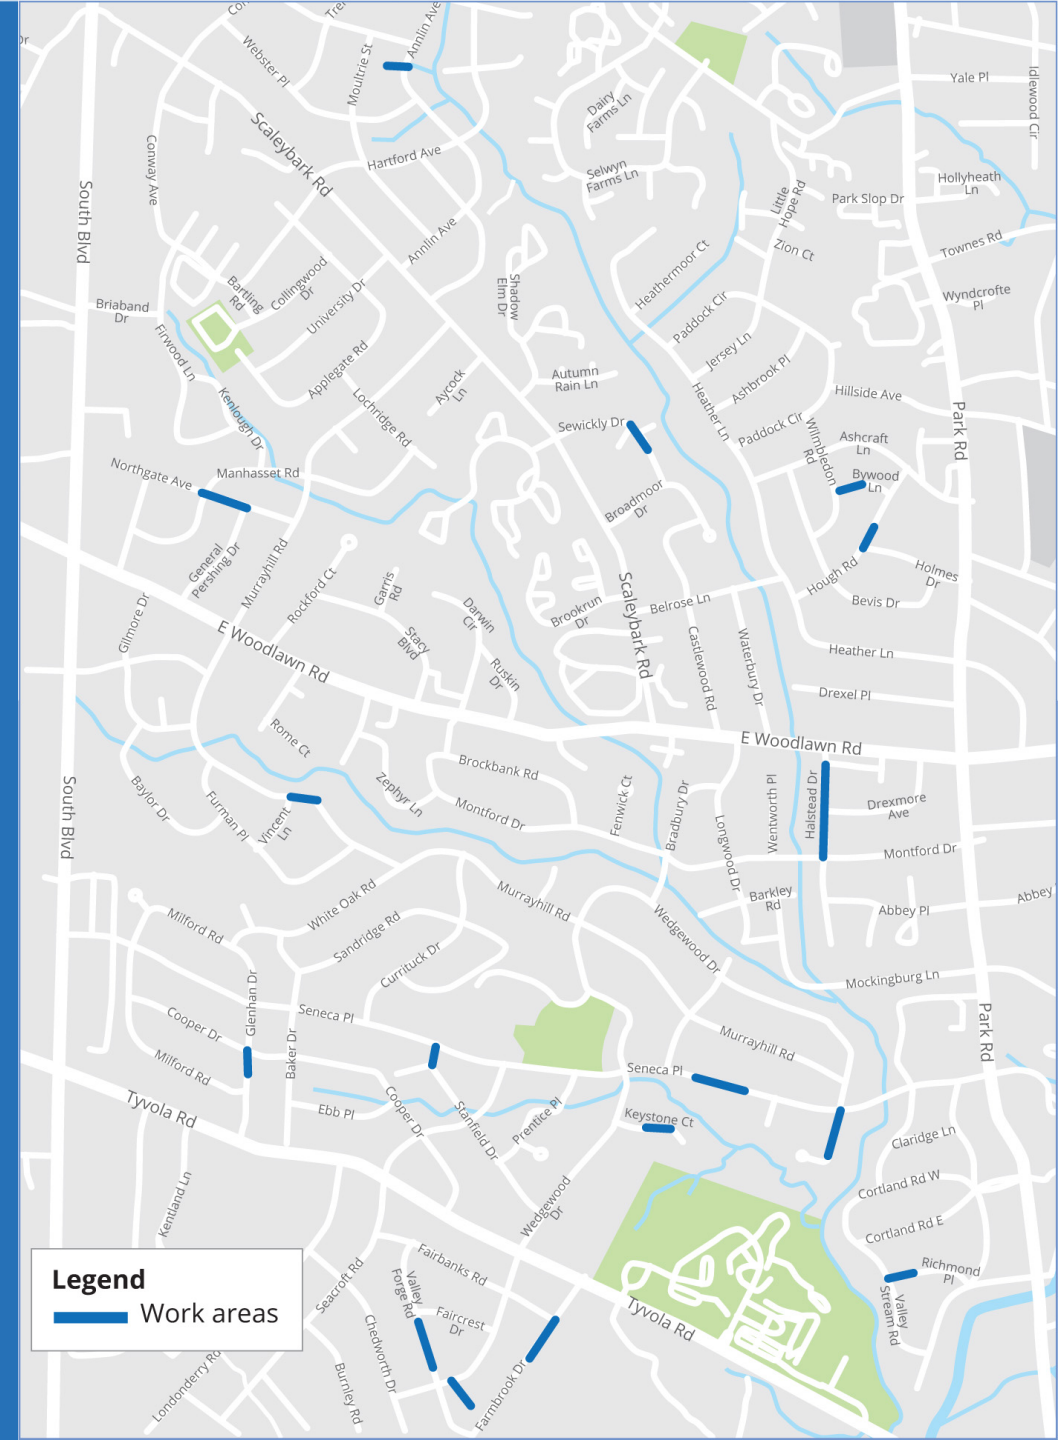 Dr
Webster Pl
Moultrie St
Annlin Ave
Dairy
Farms Ln
Yale Pl
Idlewood Cir
Scaleybark Rd
Hartford Ave
Conway Ave
Selwyn
Farms Ln
Little
Hope Rd
Park Slop Dr
Hollyheath
Ln
South Blvd
Annlin Ave
Zion Ct
Townes Rd
Heathermoor Ct
Shadow
Elm Dr
Bartling
Rd
Collingwood
Dr
University Dr
Briaband
Dr
Paddock Cir
Wyndcrofte
Pl
Firwood Ln
Applegate Rd
Jersey Ln
Ashbrook Pl
Aycock
Ln
Autumn
Rain Ln
Hillside Ave
Kenlough Dr
Lochridge Rd
Heather Ln
Park Rd
Sewickly Dr
Paddock Cir
Wilmbledon
Rd
Ashcraft
Ln
Northgate Ave
Manhasset Rd
Bywood
Ln
Broadmoor
Dr
General
Pershing Dr
Murrayhill Rd
Rockford Ct
Garris
Rd
Hough Rd
Holmes
Dr
Bevis Dr
Gilmore Dr
Darwin
Cir
Brookrun
Dr
Scaleybark Rd
Belrose Ln
E Woodlawn Rd
Stacy
Blvd
Ruskin
Dr
Castlewood Rd
Waterbury Dr
Heather Ln
Drexel Pl
Rome Ct
E Woodlawn Rd
South Blvd
Baylor Dr
Furman Pl
Vincent
Ln
Zephyr Ln
Brockbank Rd
Montford Dr
Fenwick Ct
Bradbury Dr
Longwood Dr
Wentworth Pl
Halstead Dr
Drexmore
Ave
Montford Dr
Milford Rd
White Oak Rd
Murrayhill Rd
Barkley
Rd
Abbey Pl
Abbey
Sandridge Rd
Currituck Dr
Wedgewood Dr
Mockingburg Ln
Glenhan Dr
Cooper Dr
Seneca Pl
Baker Dr
Murrayhill Rd
Park Rd
Milford Rd
Seneca Pl
Tyvola Rd
Ebb Pl
Cooper Dr
Stanfield Dr
Prentice Pl
Keystone Ct
Claridge Ln
Kentland Ln
Wedgewood
Dr
Cortland Rd W
Cortland Rd E
Legend
Work areas
Seacroft Rd
Fairbanks Rd
Valley
Forge Rd
Faircrest
Dr
Tyvola Rd
Richmond
Pl
Valley
Stream Rd
Londonderry Rd
Burnley Rd
Chedworth Dr
Farmbrook Dr